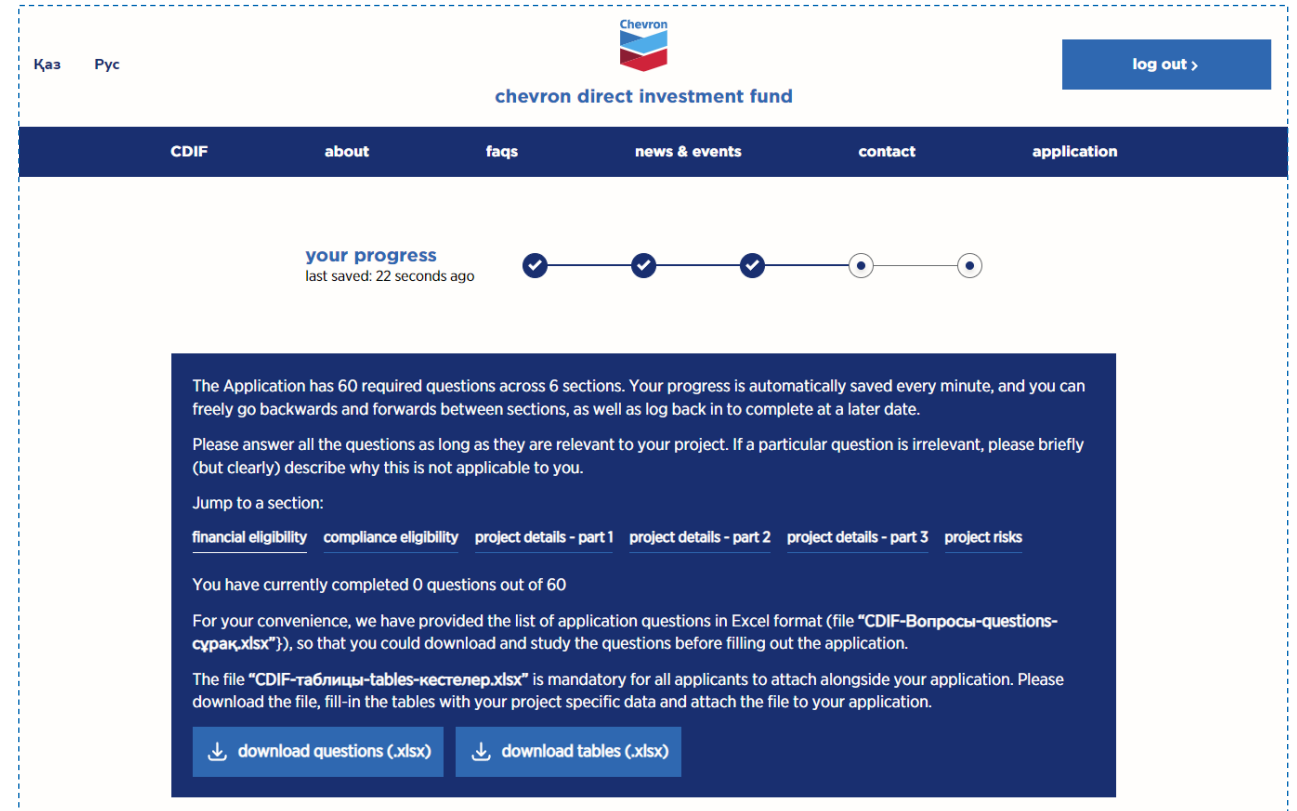 Chevron
Қаз Рус
log out >
chevron direct investment fund
CDIF about faqs news & events contact application
your progress
last saved: 22 seconds ago
The Application has 60 required questions across 6 sections. Your progress is automatically saved every minute, and you can
freely go backwards and forwards between sections, as well as log back in to complete at a later date.
Please answer all the questions as long as they are relevant to your project. If a particular question is irrelevant, please briefly
(but clearly) describe why this is not applicable to you.
Jump to a section:
financial eligibility compliance eligibility project details - part 1 project details - part 2 project details - part 3 project risks
You have currently completed 0 questions out of 60
For your convenience, we have provided the list of application questions in Excel format (file "CDIF-Вопросы-questions-
сұрақ.xlsx"}), so that you could download and study the questions before filling out the application.
The file "CDIF-таблицы-tables-кестелер.xlsx" is mandatory for all applicants to attach alongside your application. Please
download the file, fill-in the tables with your project specific data and attach the file to your application.
download questions (.xlsx) download tables (.xlsx)